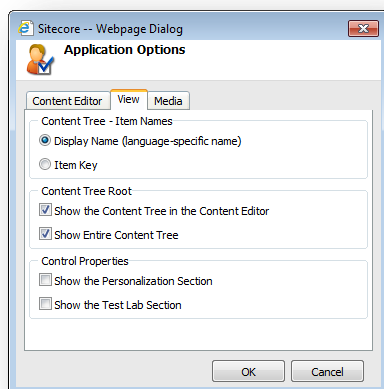 Sitecore -- Webpage Dialog
Application Options
Content Editor View Media
Content Tree - Item Names
Display Name (language-specific name)
Item Key
Content Tree Root
Show the Content Tree in the Content Editor
Show Entire Content Tree
Control Properties
Show the Personalization Section
Show the Test Lab Section
OK Cancel